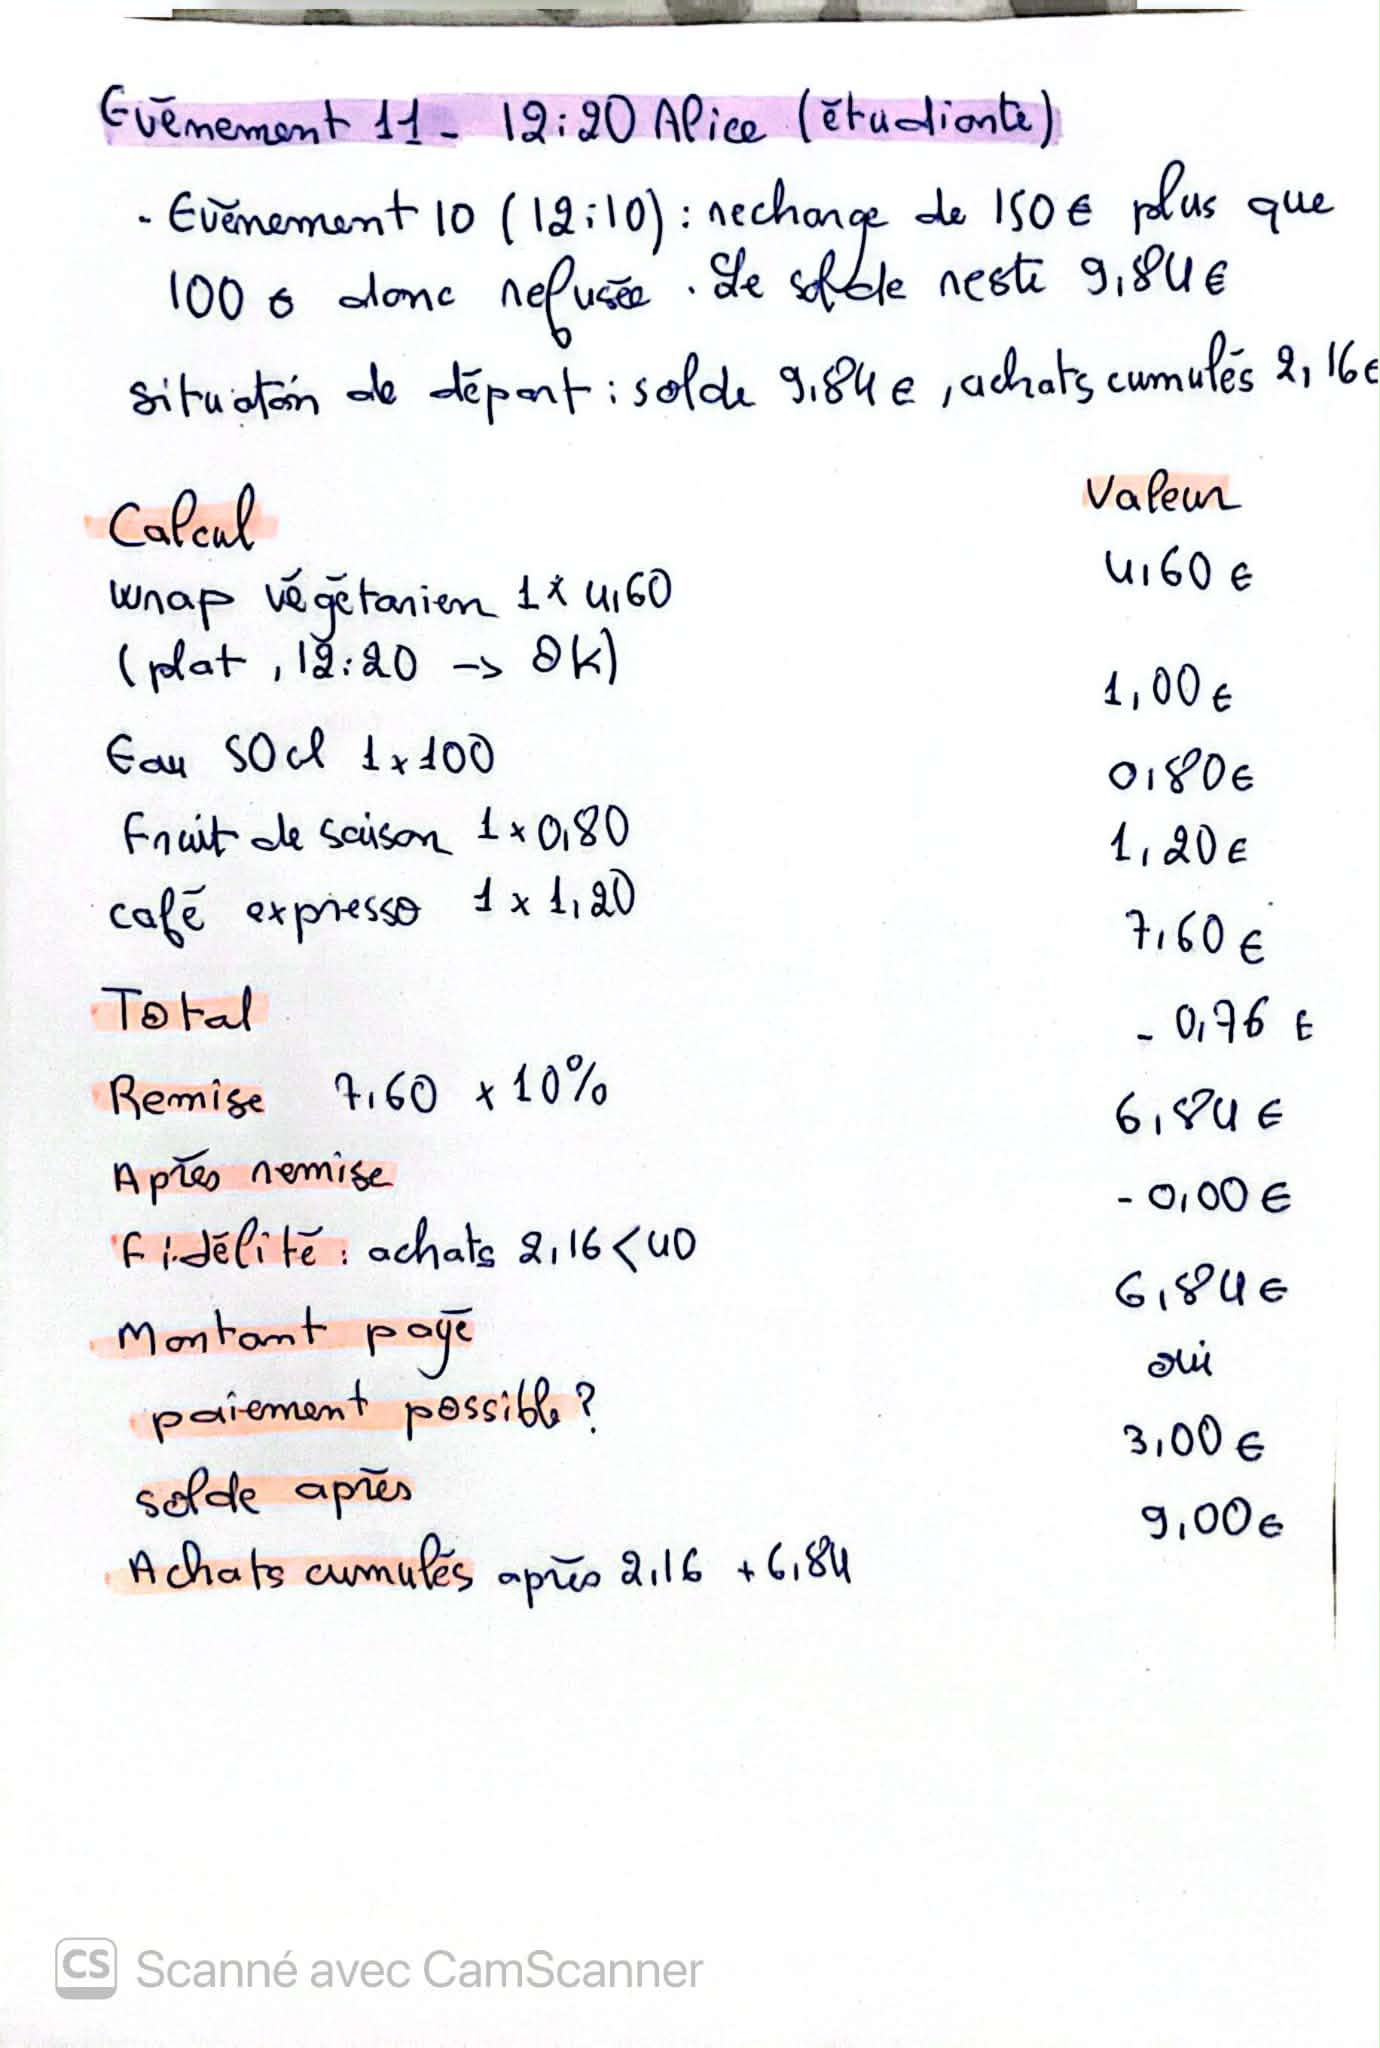 Evènement 11 - 12:20 Alice (étudiante)
- Evènement 10 (12:10) : rechange de 150 € plus que
100 € donc refusée. Le solde reste 9,84 €
situation de départ : solde 9,84 €, achats cumulés 2,16 €
Calcul Valeur
Wrap végétarien 1 x 4,60 4,60 €
(plat, 12:20 -> Ok)
Eau 50cl 1 x 100 1,00 €
Fruit de saison 1 x 0,80 0,80 €
café expresso 1 x 1,20 1,20 €
Total 7,60 €
Remise 7,60 x 10% - 0,76 €
Après remise 6,84 €
Fidélité : achats 2,16 < 40 - 0,00 €
Montant payé 6,84 €
paiement possible ? oui
solde après 3,00 €
Achats cumulés après 2,16 + 6,84 9,00 €
CS Scanné avec CamScanner